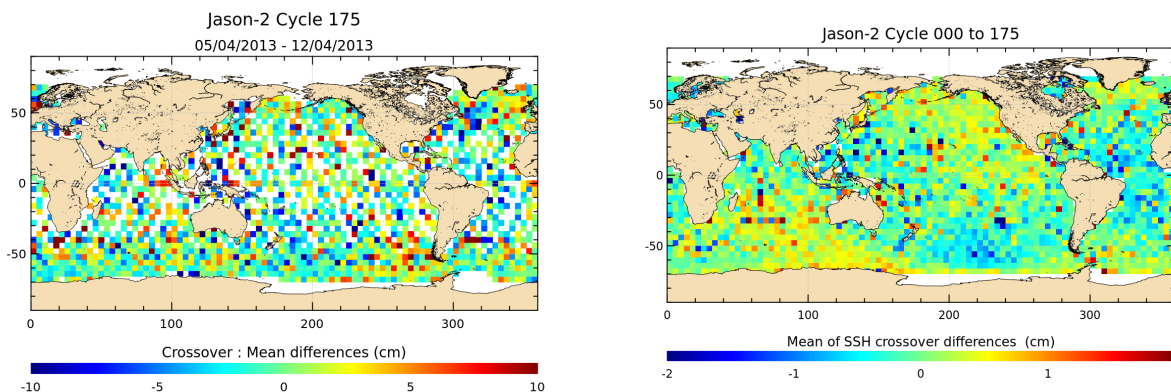 Jason-2 Cycle 175
05/04/2013 - 12/04/2013
50
0
-50
0 100 200 300
Crossover : Mean differences (cm)
-10 -5 0 5 10
Jason-2 Cycle 000 to 175
50
0
-50
0 100 200 300
Mean of SSH crossover differences (cm)
-2 -1 0 1